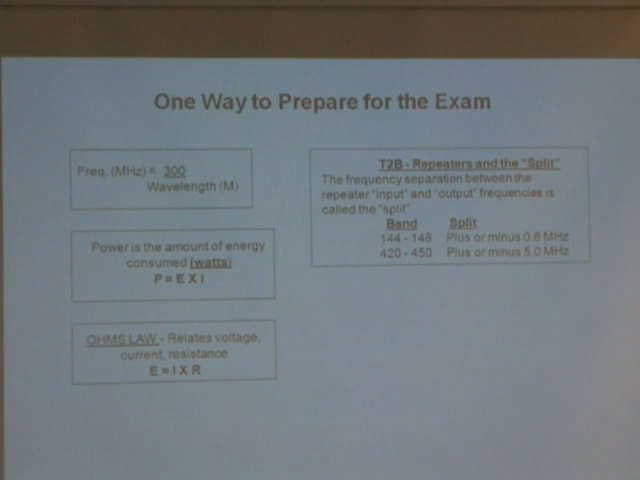 One Way to Prepare for the Exam
Freq. (MHz) = 300
Wavelength (M)
Power is the amount of energy
consumed (watts)
P = E X I
OHMS LAW - Relates voltage,
current, resistance
E = I X R
T2B - Repeaters and the "Split"
The frequency separation between the
repeater "input" and "output" frequencies is
called the "split"
Band Split
144 - 148 Plus or minus 0.6 MHz
420 - 450 Plus or minus 5.0 MHz